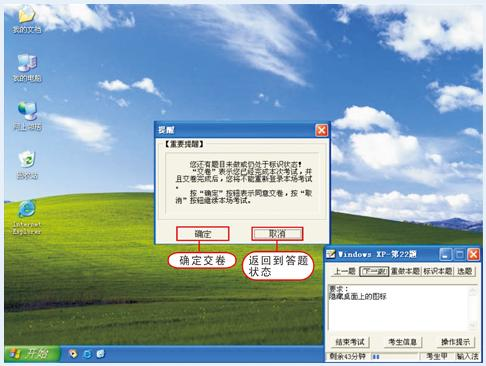 我的文档
我的电脑
网上邻居
回收站
Internet
Explorer
提醒
【重要提醒】
您还有题目未做或仍处于标识状态！
“交卷”表示您已经完成本次考试，并
且交卷完成后，您将不能重新登录本场考试
。
按“确定”按钮表示同意交卷，按“取
消”按钮继续本场考试。
确定
取消
确定交卷
返回到答题
状态
Windows XP-第22题
上一题 下一题 重做本题 标识本题 选题
要求：
隐藏桌面上的图标
结束考试 考生信息 操作提示
剩余43分钟 考生甲 输入法
开始